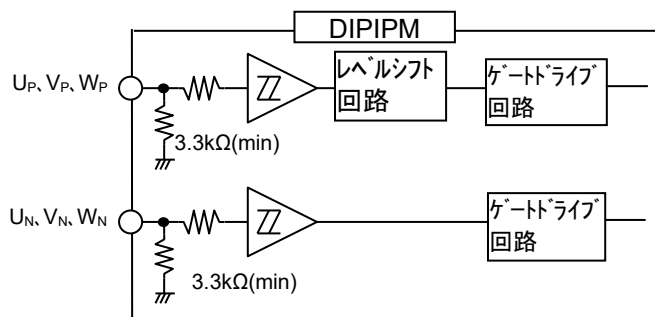 DIPIPM
UP、VP、WP
レベルシフト
回路
ゲートドライブ
回路
3.3kΩ(min)
UN、VN、WN
ゲートドライブ
回路
3.3kΩ(min)